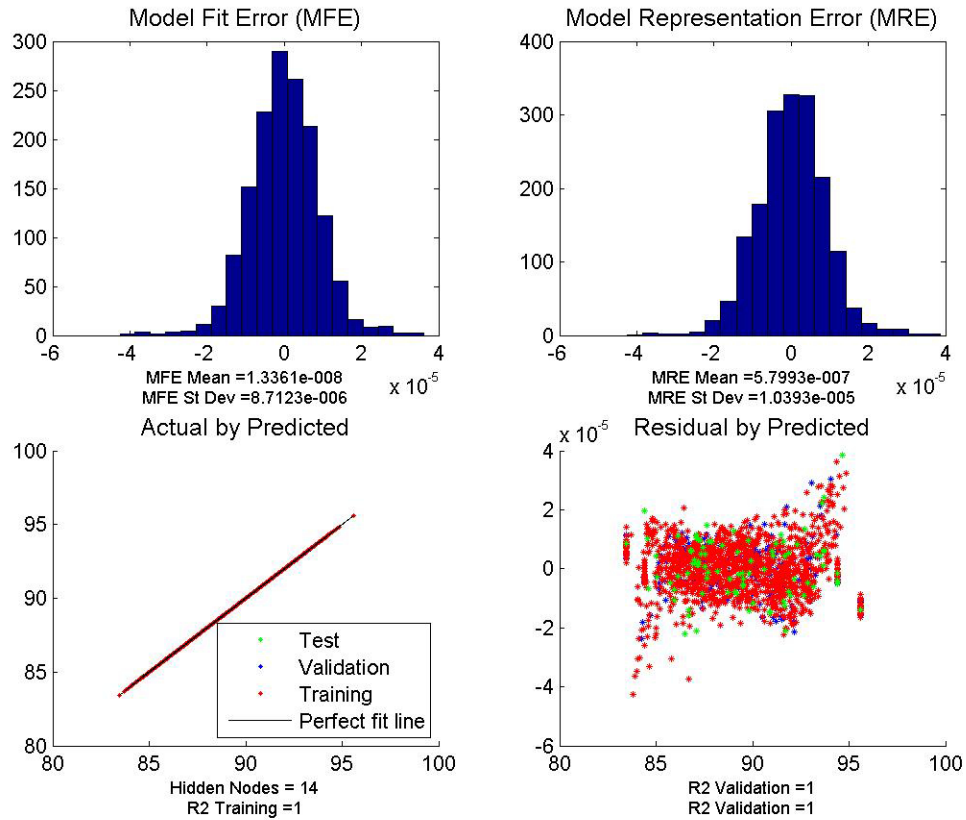 Model Fit Error (MFE)
300
250
200
150
100
50
0
-6
-4
-2
0
2
4
x 10^-5
MFE Mean =1.3361e-008
MFE St Dev =8.7123e-006
Model Representation Error (MRE)
400
300
200
100
0
-6
-4
-2
0
2
4
x 10^-5
MRE Mean =5.7993e-007
MRE St Dev =1.0393e-005
Actual by Predicted
100
95
90
85
80
Test
Validation
Training
Perfect fit line
80
85
90
95
100
Hidden Nodes = 14
R2 Training =1
Residual by Predicted
x 10^-5
4
2
0
-2
-4
-6
80
85
90
95
100
R2 Validation =1
R2 Validation =1